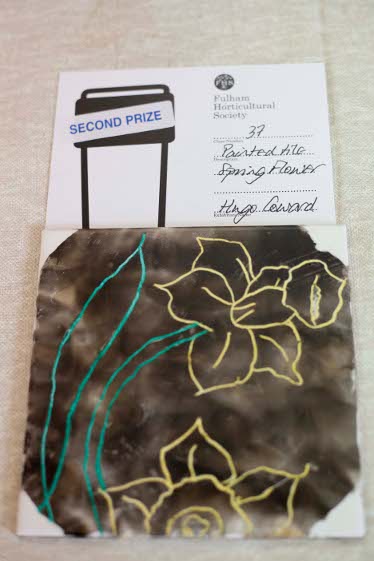 SECOND PRIZE
Fulham
Horticultural
Society
37
Painted tile
Spring Flower
Hugo Coward